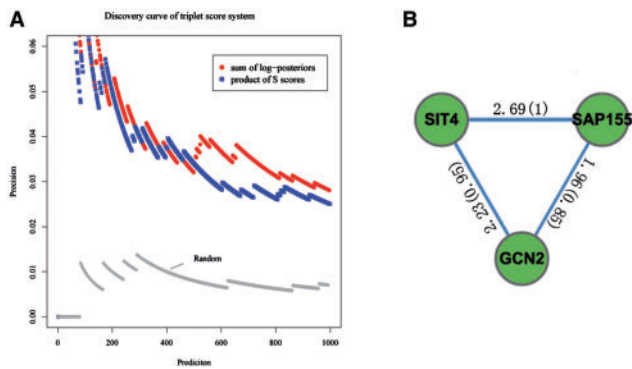 A
Discovery curve of triplet score system
0.06
0.05
0.04
0.03
0.02
0.01
0.00
Precision
sum of log-posteriors
product of S scores
Random
0
200
400
600
800
1000
Prediciton
B
SIT4
2.69(1)
SAP155
2.23(0.95)
1.96(0.85)
GCN2